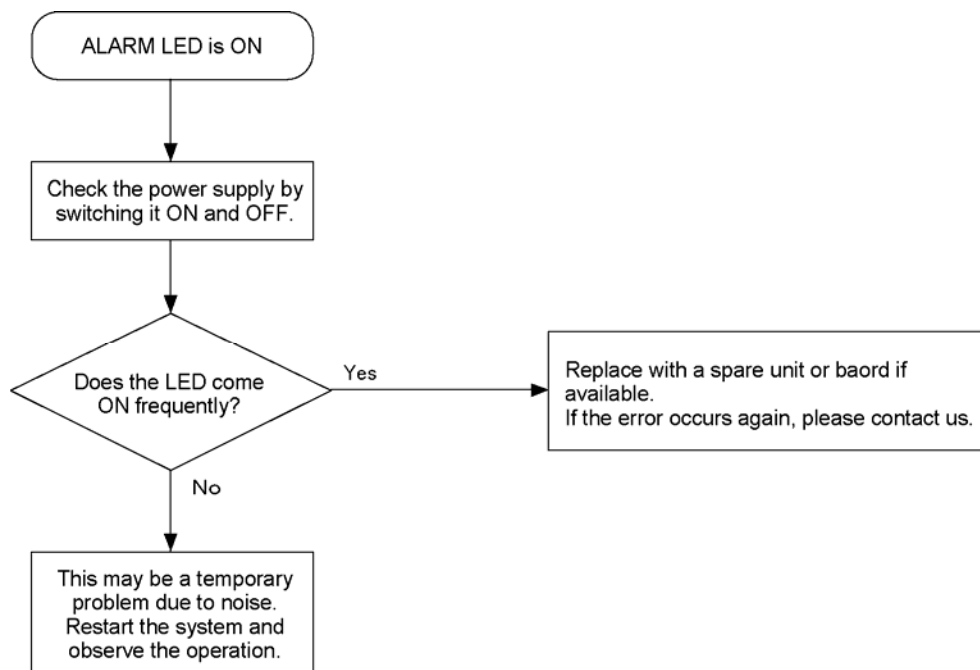 ALARM LED is ON
Check the power supply by
switching it ON and OFF.
Does the LED come
ON frequently?
Yes
Replace with a spare unit or baord if
available.
If the error occurs again, please contact us.
No
This may be a temporary
problem due to noise.
Restart the system and
observe the operation.